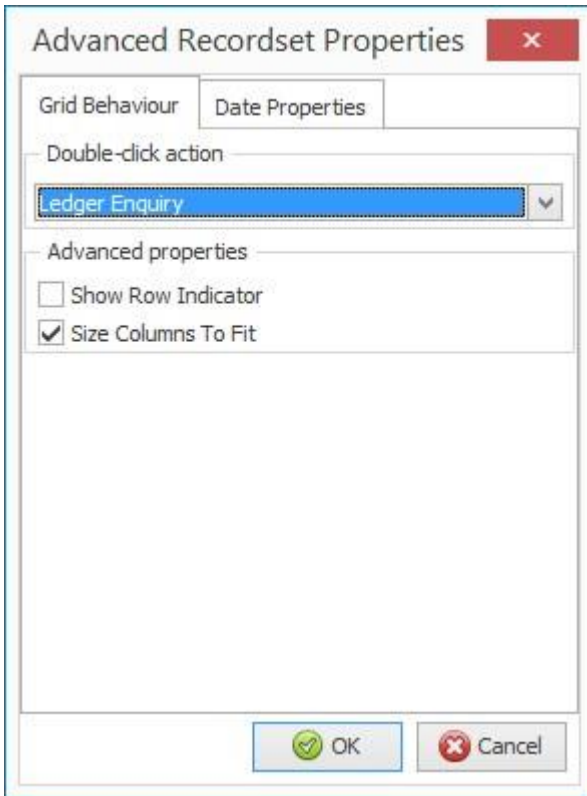 Advanced Recordset Properties
Grid Behaviour
Date Properties
Double-click action
Ledger Enquiry
Advanced properties
Show Row Indicator
Size Columns To Fit
OK
Cancel